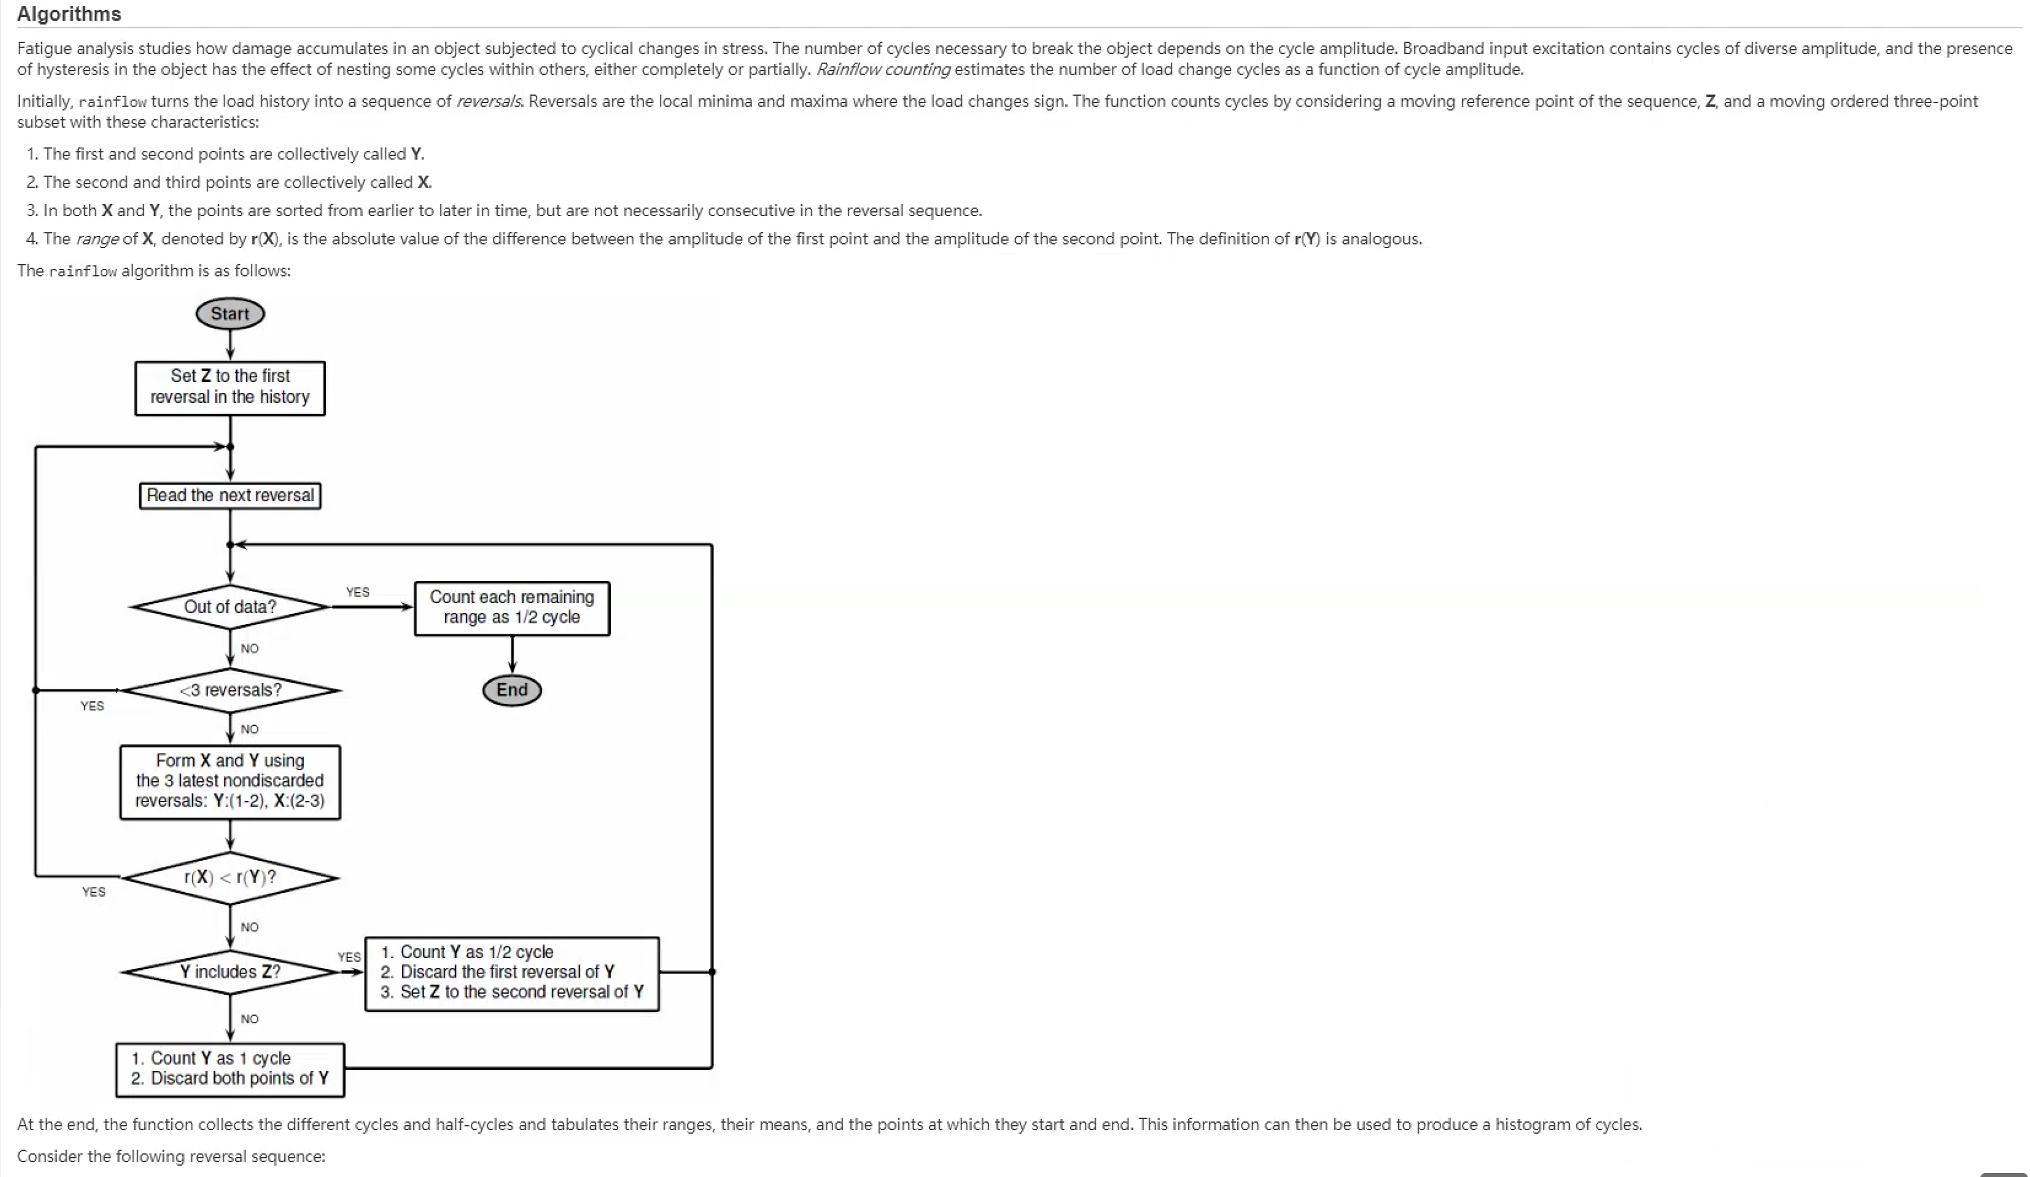 Algorithms
Fatigue analysis studies how damage accumulates in an object subjected to cyclical changes in stress. The number of cycles necessary to break the object depends on the cycle amplitude. Broadband input excitation contains cycles of diverse amplitude, and the presence
of hysteresis in the object has the effect of nesting some cycles within others, either completely or partially. Rainflow counting estimates the number of load change cycles as a function of cycle amplitude.
Initially, rainflow turns the load history into a sequence of reversals. Reversals are the local minima and maxima where the load changes sign. The function counts cycles by considering a moving reference point of the sequence, Z, and a moving ordered three-point
subset with these characteristics:
1. The first and second points are collectively called Y.
2. The second and third points are collectively called X.
3. In both X and Y, the points are sorted from earlier to later in time, but are not necessarily consecutive in the reversal sequence.
4. The range of X, denoted by r(X), is the absolute value of the difference between the amplitude of the first point and the amplitude of the second point. The definition of r(Y) is analogous.
The rainflow algorithm is as follows:
Start
Set Z to the first
reversal in the history
Read the next reversal
Out of data?
YES
Count each remaining
range as 1/2 cycle
End
NO
<3 reversals?
YES
NO
Form X and Y using
the 3 latest nondiscarded
reversals: Y:(1-2), X:(2-3)
r(X) < r(Y)?
YES
NO
Y includes Z?
YES
1. Count Y as 1/2 cycle
2. Discard the first reversal of Y
3. Set Z to the second reversal of Y
NO
1. Count Y as 1 cycle
2. Discard both points of Y
At the end, the function collects the different cycles and half-cycles and tabulates their ranges, their means, and the points at which they start and end. This information can then be used to produce a histogram of cycles.
Consider the following reversal sequence: